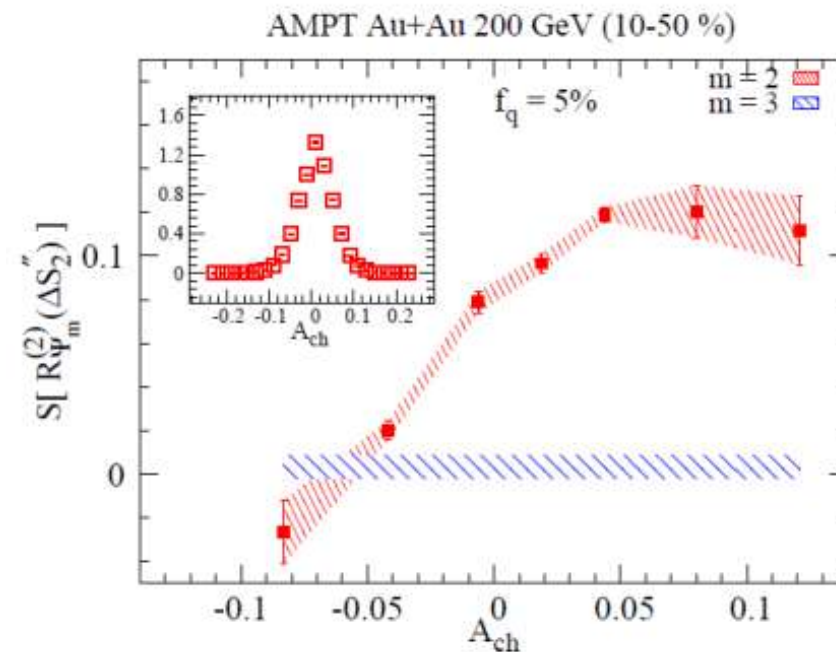 AMPT Au+Au 200 GeV (10-50 %)
m = 2
m = 3
f_q = 5%
1.6
1.2
0.8
0.4
0
-0.2 -0.1 0 0.1 0.2
A_ch
S[ R^(2)_Ψm (ΔS″_2) ]
0.1
0
-0.1 -0.05 0 0.05 0.1
A_ch